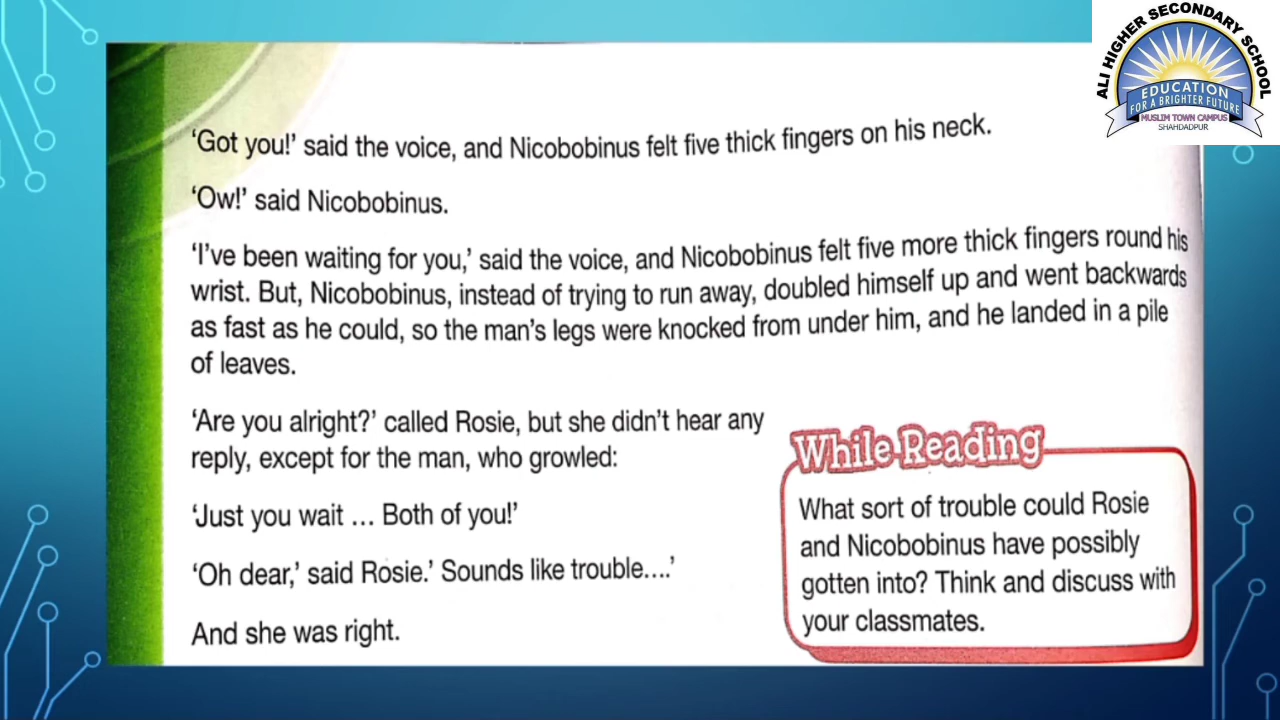 ALI HIGHER SECONDARY SCHOOL
EDUCATION
FOR A BRIGHTER FUTURE
MUSLIM TOWN CAMPUS
SHAHDADPUR
‘Got you!’ said the voice, and Nicobobinus felt five thick fingers on his neck.
‘Ow!’ said Nicobobinus.
‘I’ve been waiting for you,’ said the voice, and Nicobobinus felt five more thick fingers round his
wrist. But, Nicobobinus, instead of trying to run away, doubled himself up and went backwards
as fast as he could, so the man’s legs were knocked from under him, and he landed in a pile
of leaves.
‘Are you alright?’ called Rosie, but she didn’t hear any
reply, except for the man, who growled:
‘Just you wait ... Both of you!’
‘Oh dear,’ said Rosie.’ Sounds like trouble....’
And she was right.
While Reading
What sort of trouble could Rosie
and Nicobobinus have possibly
gotten into? Think and discuss with
your classmates.